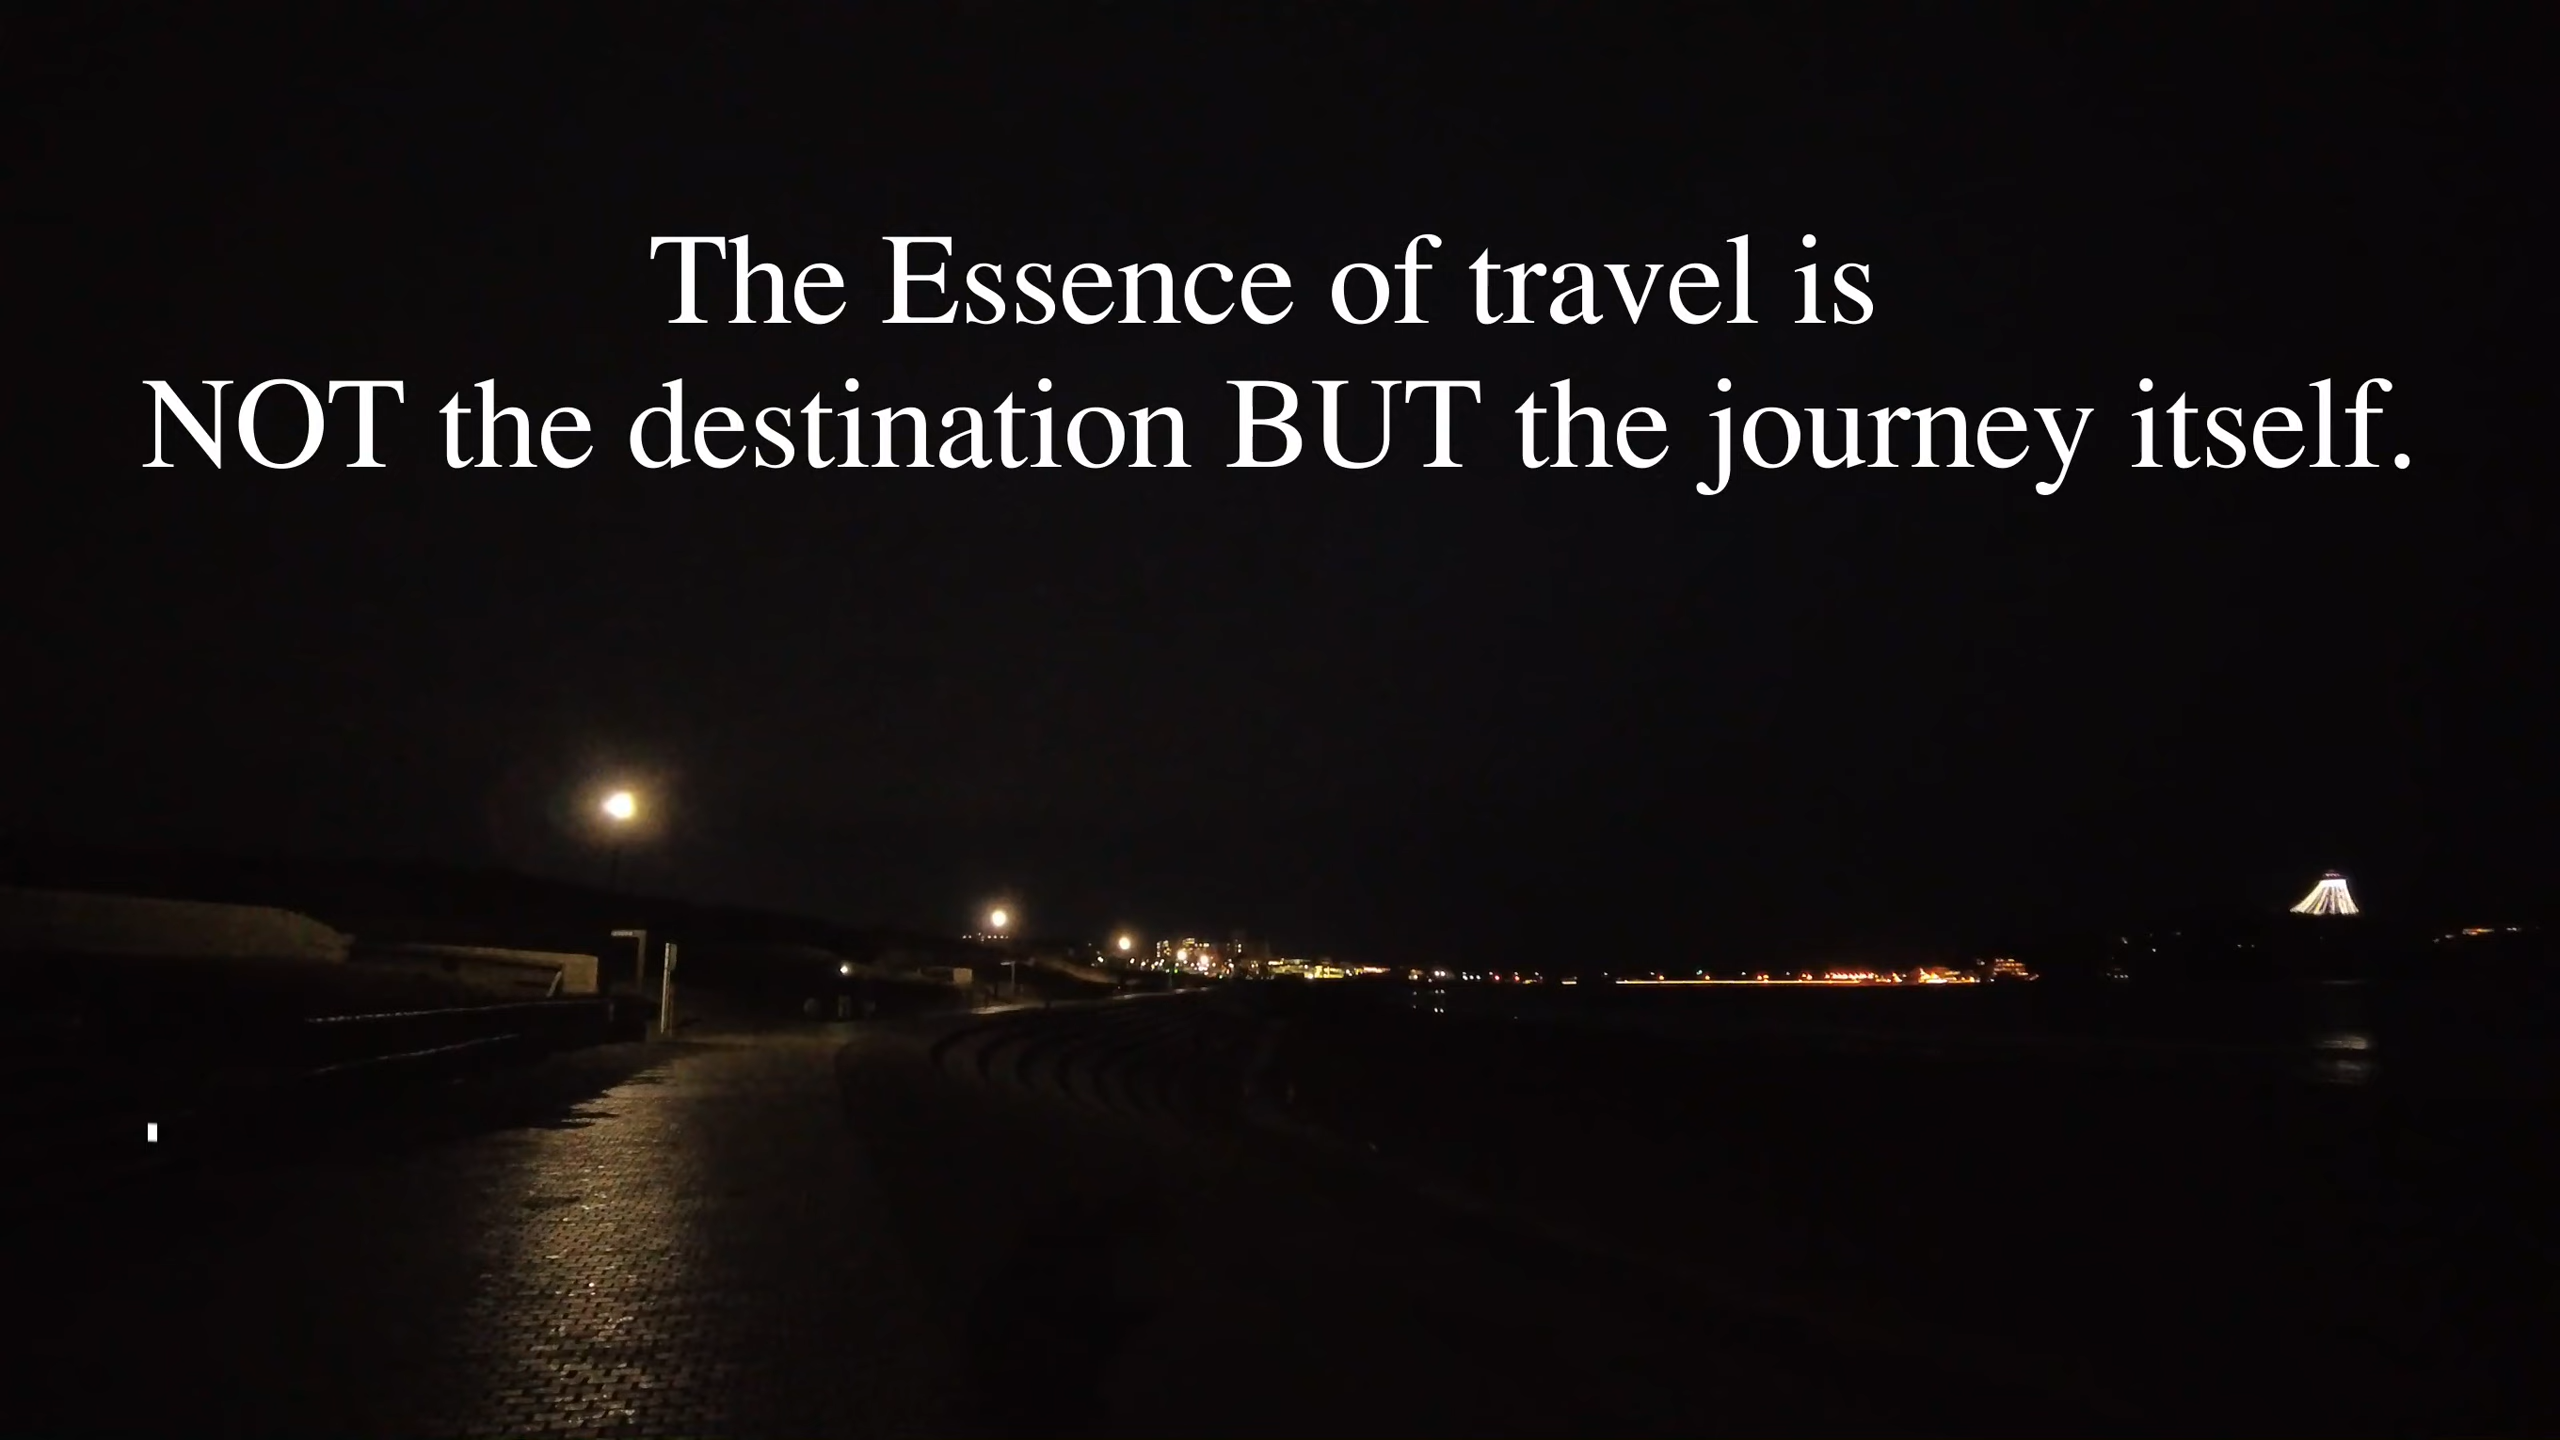 The Essence of travel is
NOT the destination BUT the journey itself.